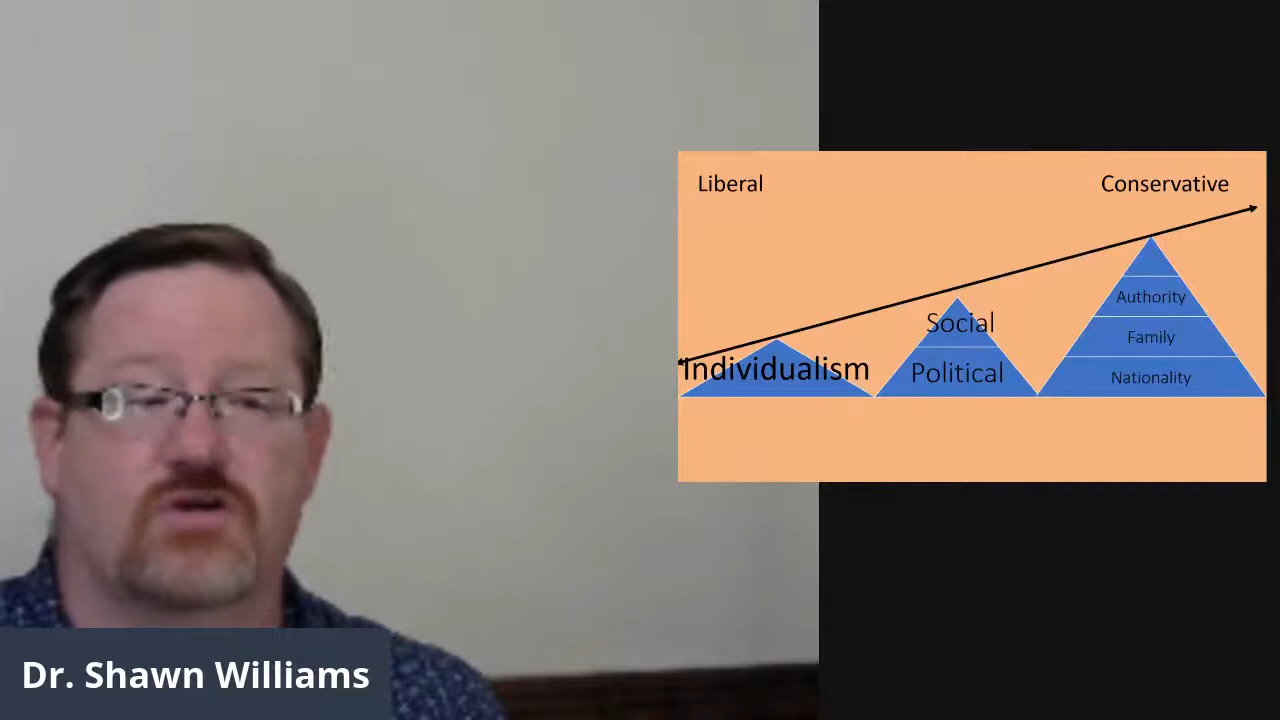 Liberal
Conservative
Individualism
Social
Political
Authority
Family
Nationality
Dr. Shawn Williams